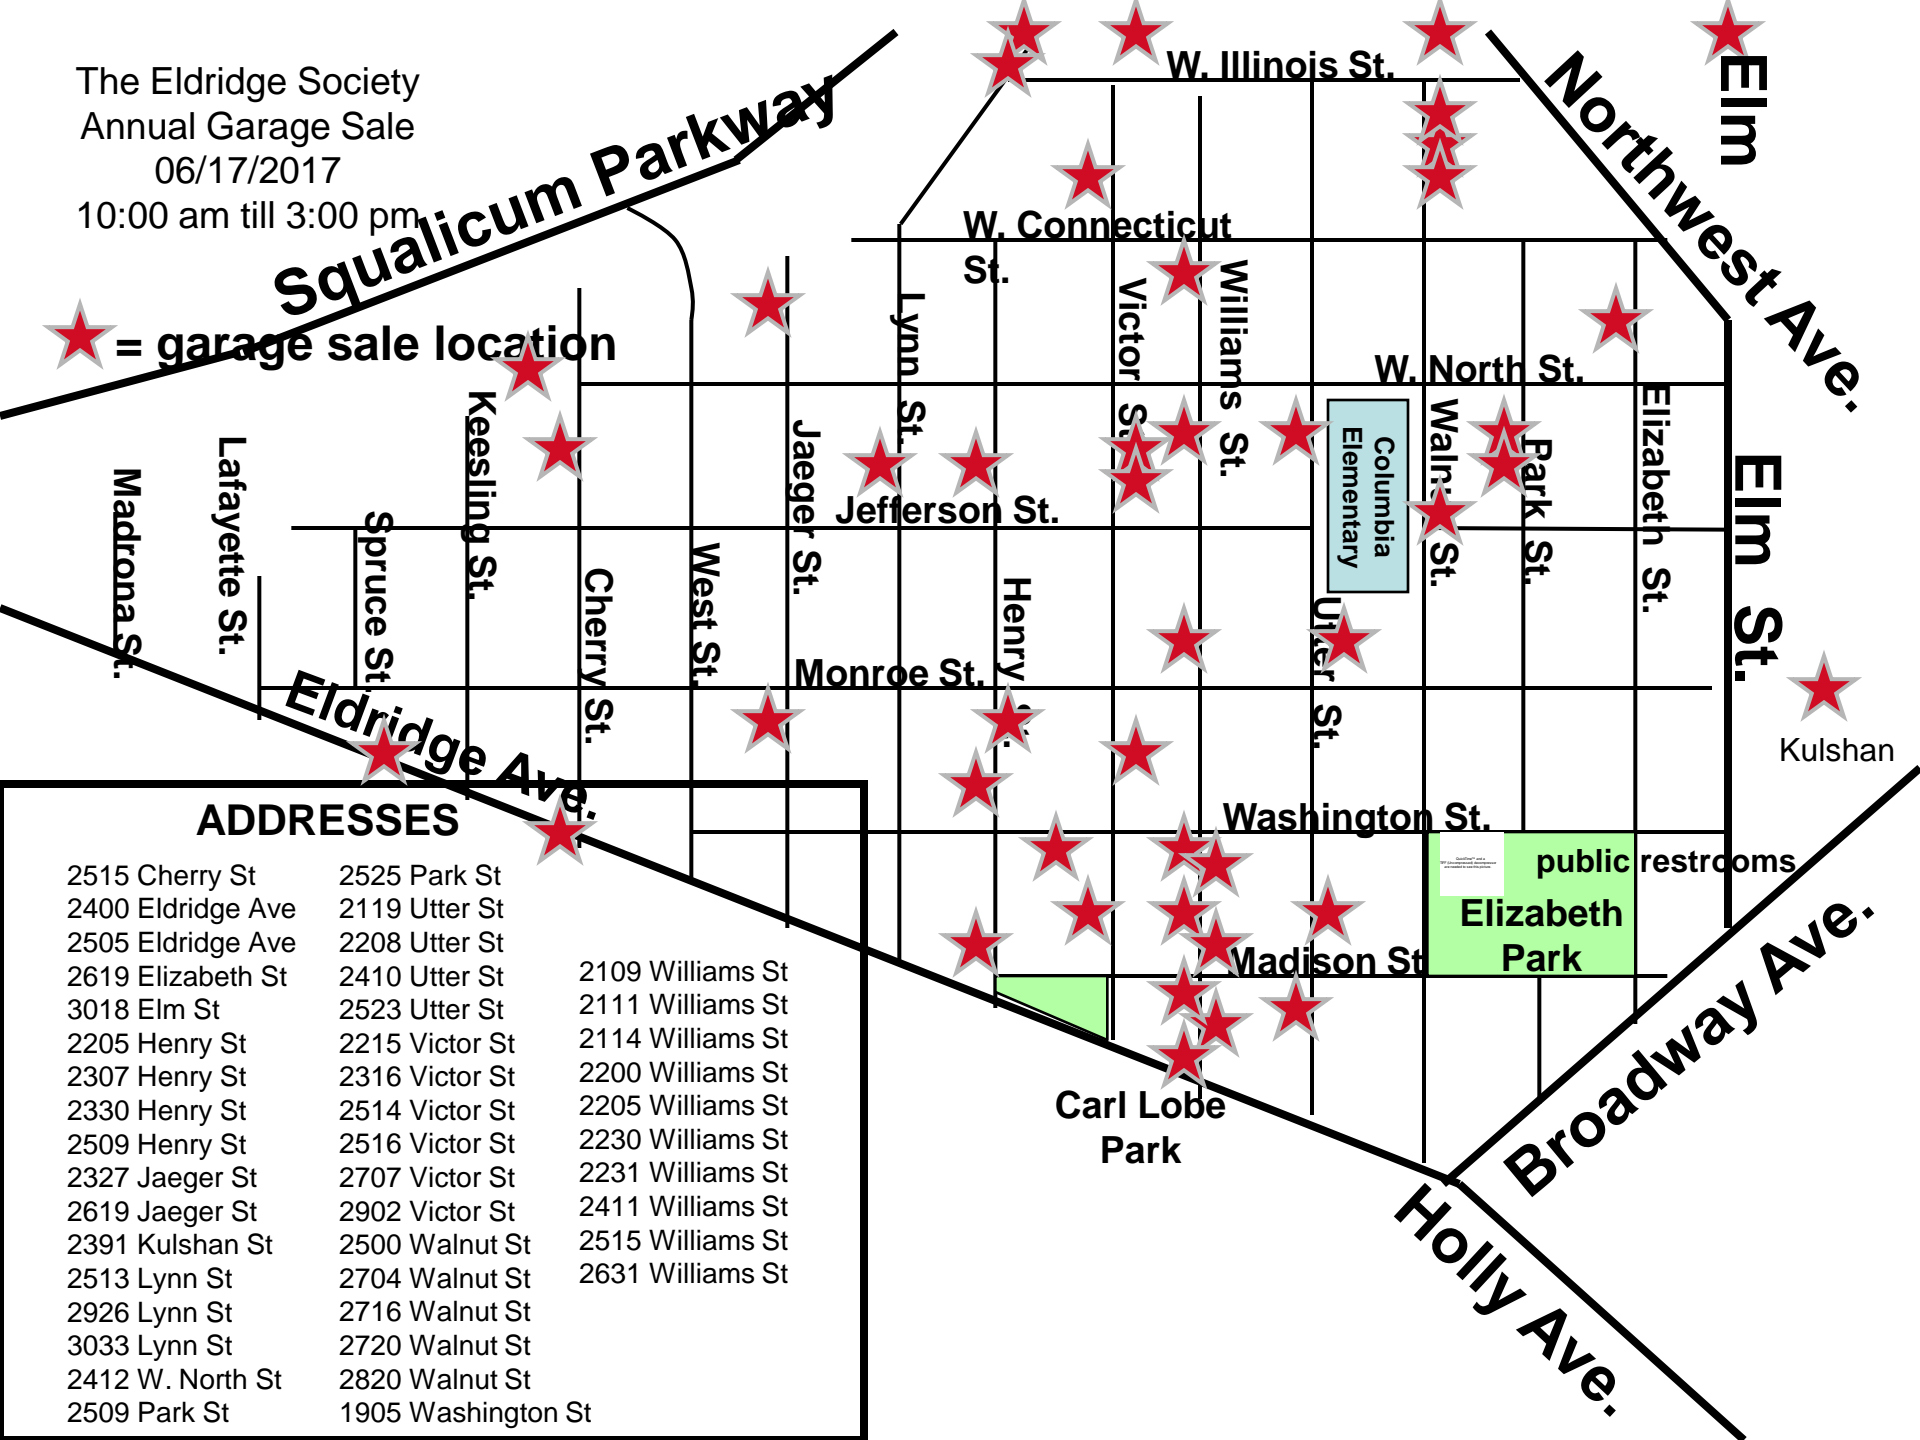 The Eldridge Society
Annual Garage Sale
06/17/2017
10:00 am till 3:00 pm
= garage sale location
Squalicum Parkway
W. Illinois St.
Northwest Ave.
Elm
W. Connecticut
St.
Lynn St.
Victor St.
Williams St.
W. North St.
Madrona St.
Lafayette St.
Spruce St.
Keesling St.
Cherry St.
West St.
Jaeger St.
Jefferson St.
Henry St.
Columbia
Elementary
Utter St.
Walnut St.
Park St.
Elizabeth St.
Elm St.
Monroe St.
Eldridge Ave.
Kulshan
Washington St.
public restrooms
Elizabeth
Park
Madison St
Carl Lobe
Park
Broadway Ave.
Holly Ave.
ADDRESSES
2515 Cherry St
2400 Eldridge Ave
2505 Eldridge Ave
2619 Elizabeth St
3018 Elm St
2205 Henry St
2307 Henry St
2330 Henry St
2509 Henry St
2327 Jaeger St
2619 Jaeger St
2391 Kulshan St
2513 Lynn St
2926 Lynn St
3033 Lynn St
2412 W. North St
2509 Park St
2525 Park St
2119 Utter St
2208 Utter St
2410 Utter St
2523 Utter St
2215 Victor St
2316 Victor St
2514 Victor St
2516 Victor St
2707 Victor St
2902 Victor St
2500 Walnut St
2704 Walnut St
2716 Walnut St
2720 Walnut St
2820 Walnut St
1905 Washington St
2109 Williams St
2111 Williams St
2114 Williams St
2200 Williams St
2205 Williams St
2230 Williams St
2231 Williams St
2411 Williams St
2515 Williams St
2631 Williams St